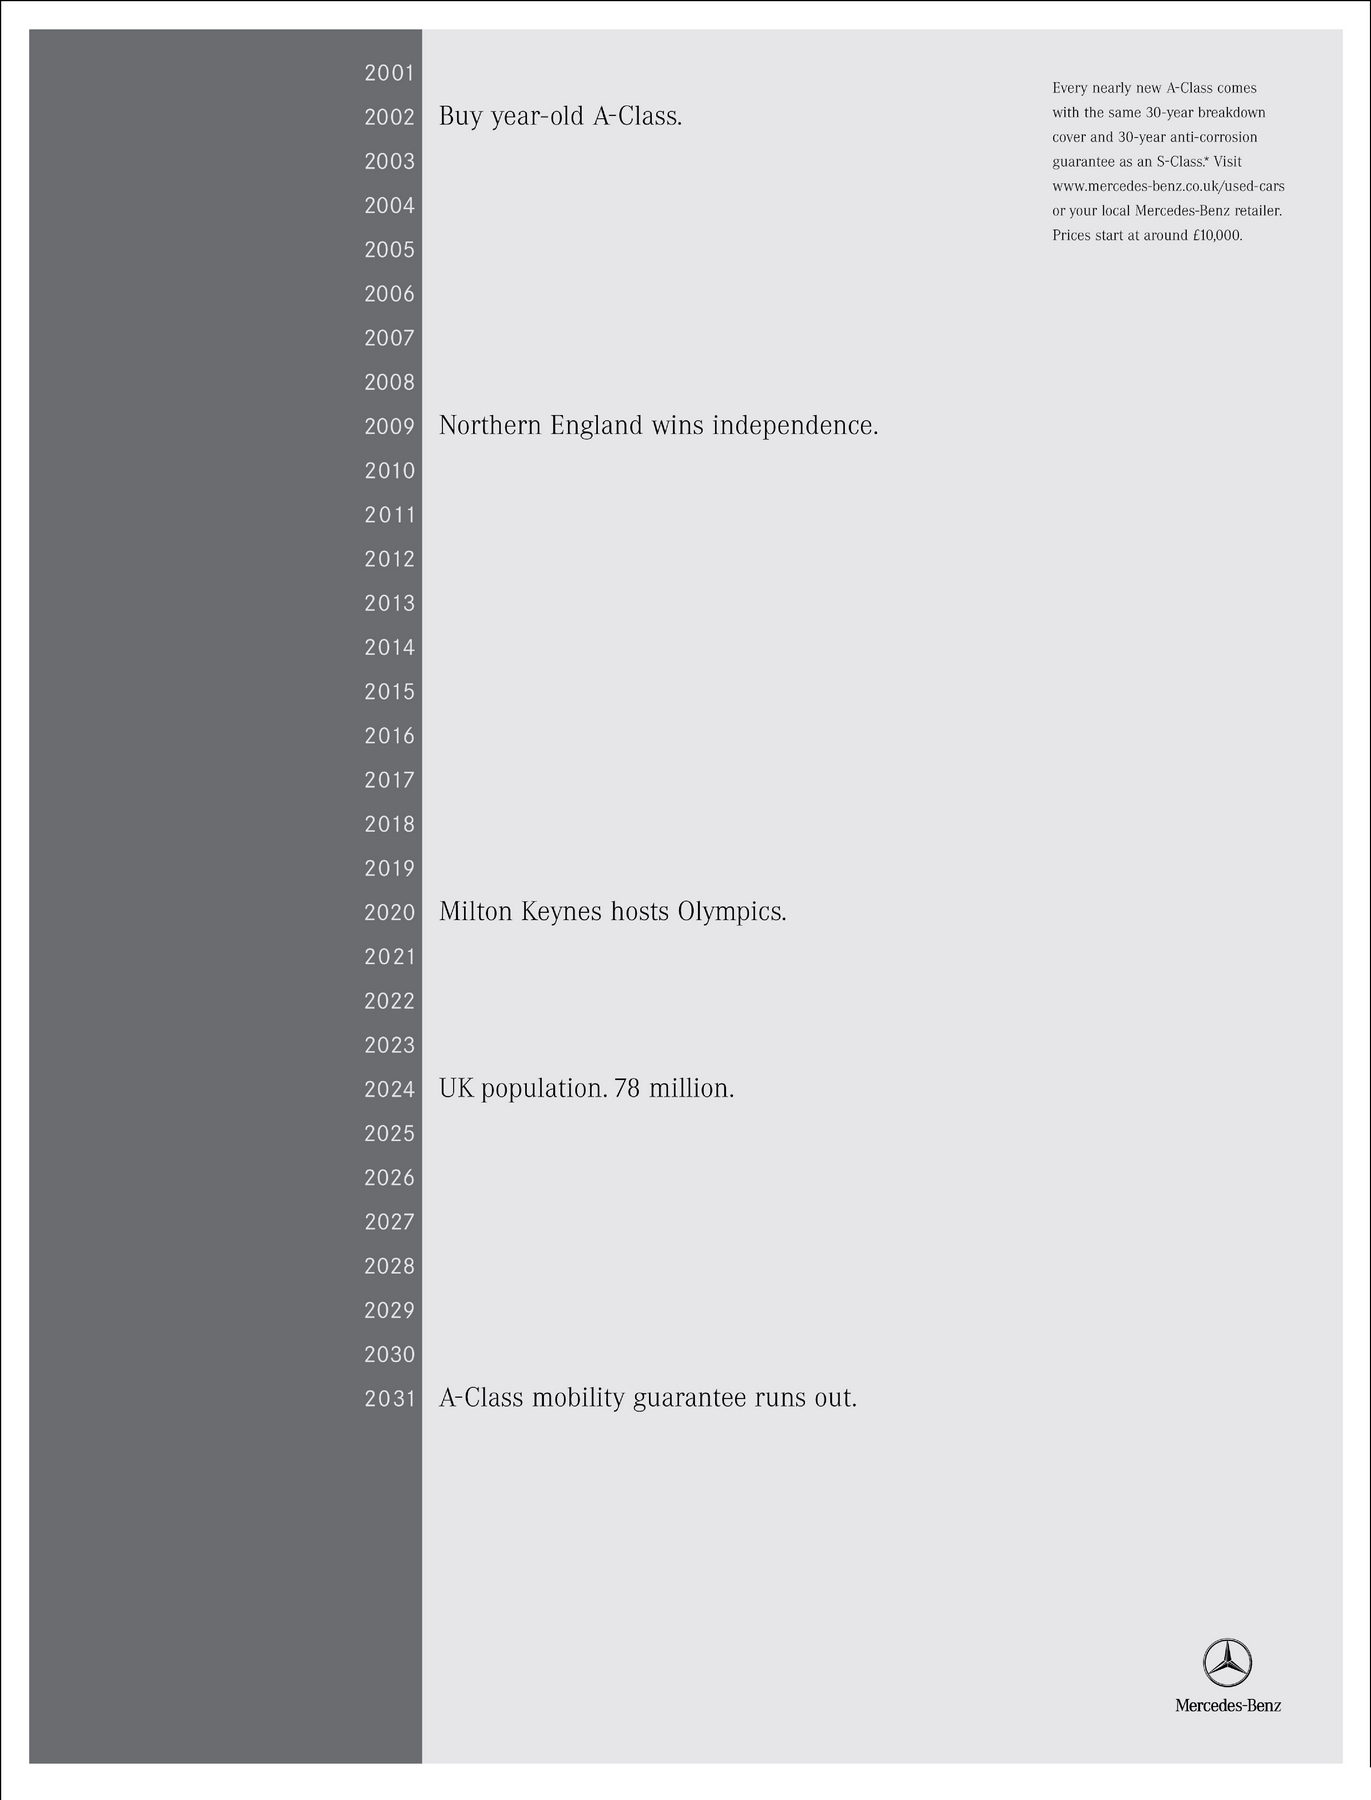 2001
2002 Buy year-old A-Class.
2003
2004
2005
2006
2007
2008
2009 Northern England wins independence.
2010
2011
2012
2013
2014
2015
2016
2017
2018
2019
2020 Milton Keynes hosts Olympics.
2021
2022
2023
2024 UK population. 78 million.
2025
2026
2027
2028
2029
2030
2031 A-Class mobility guarantee runs out.
Every nearly new A-Class comes
with the same 30-year breakdown
cover and 30-year anti-corrosion
guarantee as an S-Class.* Visit
www.mercedes-benz.co.uk/used-cars
or your local Mercedes-Benz retailer.
Prices start at around £10,000.
Mercedes-Benz